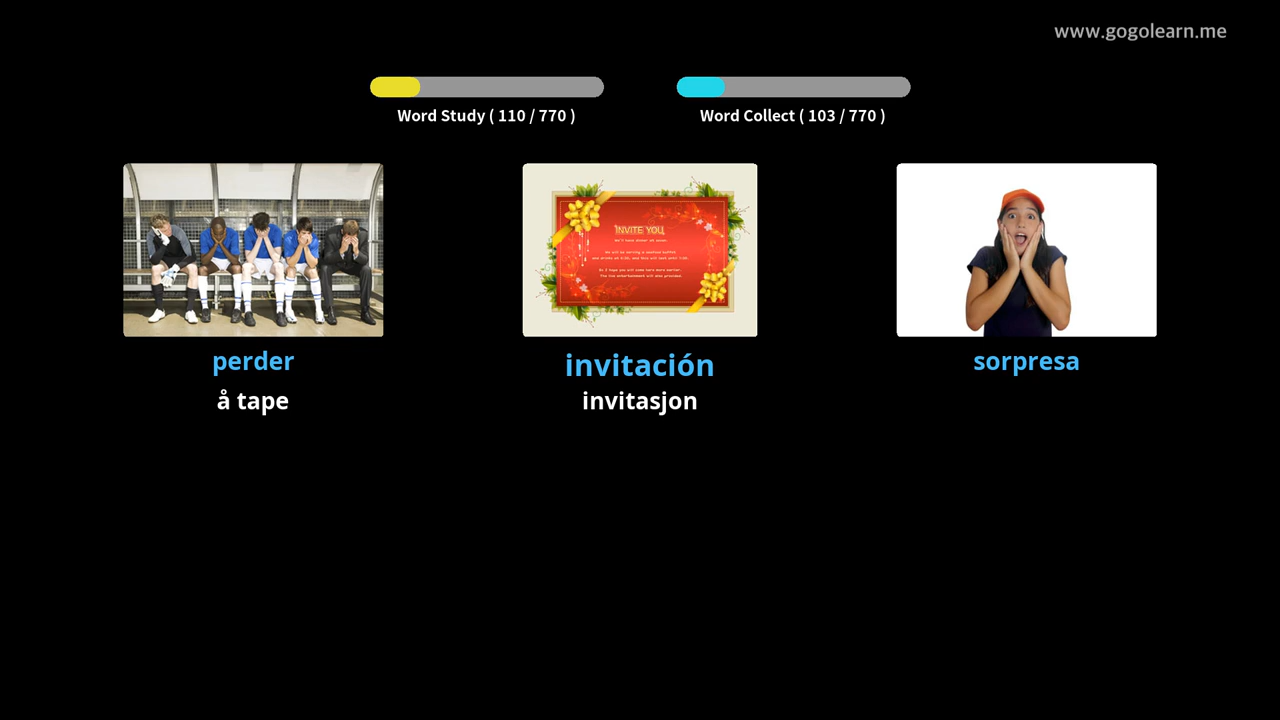 www.gogolearn.me
Word Study ( 110 / 770 )
Word Collect ( 103 / 770 )
INVITE YOU
perder
invitación
sorpresa
å tape
invitasjon